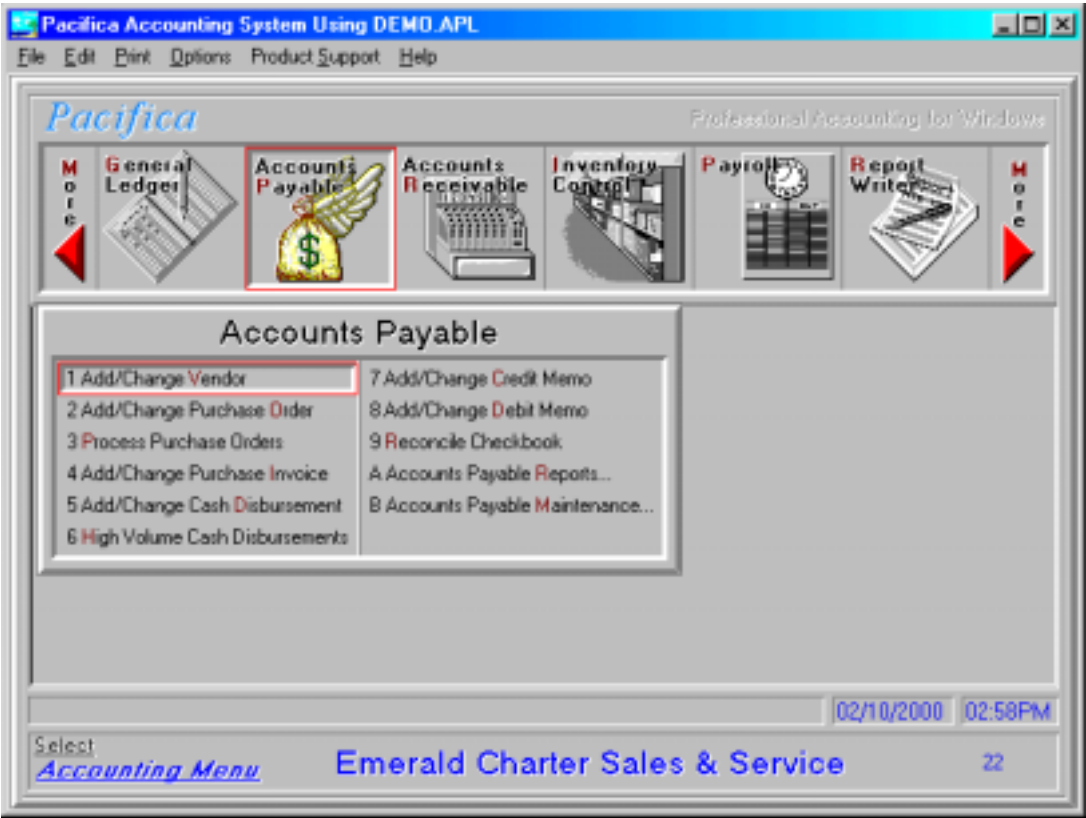 Pacifica Accounting System Using DEMO.APL
File Edit Print Options Product Support Help
Pacifica
Professional Accounting for Windows
More
General Ledger
Accounts Payable
Accounts Receivable
Inventory Control
Payroll
Report Writer
More
Accounts Payable
1 Add/Change Vendor
2 Add/Change Purchase Order
3 Process Purchase Orders
4 Add/Change Purchase Invoice
5 Add/Change Cash Disbursement
6 High Volume Cash Disbursements
7 Add/Change Credit Memo
8 Add/Change Debit Memo
9 Reconcile Checkbook
A Accounts Payable Reports...
B Accounts Payable Maintenance...
02/10/2000 02:58PM
Select
Accounting Menu
Emerald Charter Sales & Service
22